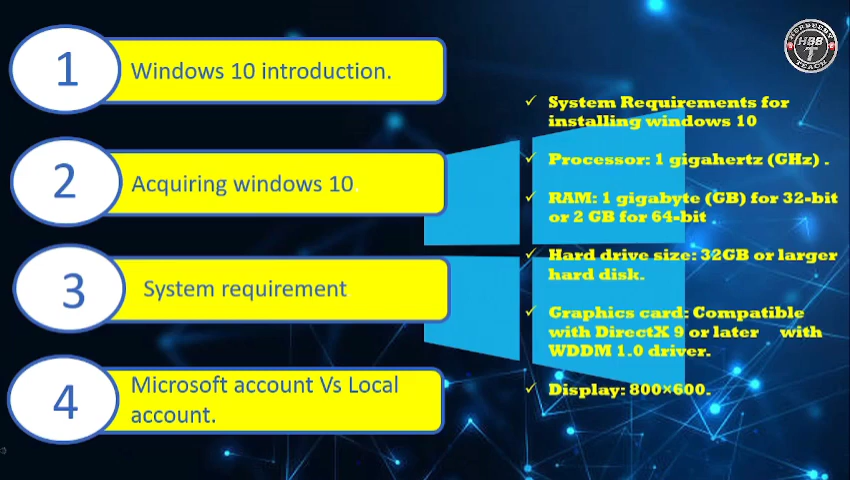 1
Windows 10 introduction.
2
Acquiring windows 10.
3
System requirement
4
Microsoft account Vs Local
account.
✓ System Requirements for
installing windows 10
✓ Processor: 1 gigahertz (GHz) .
✓ RAM: 1 gigabyte (GB) for 32-bit
or 2 GB for 64-bit .
✓ Hard drive size: 32GB or larger
hard disk.
✓ Graphics card: Compatible
with DirectX 9 or later with
WDDM 1.0 driver.
✓ Display: 800×600.
TEACH